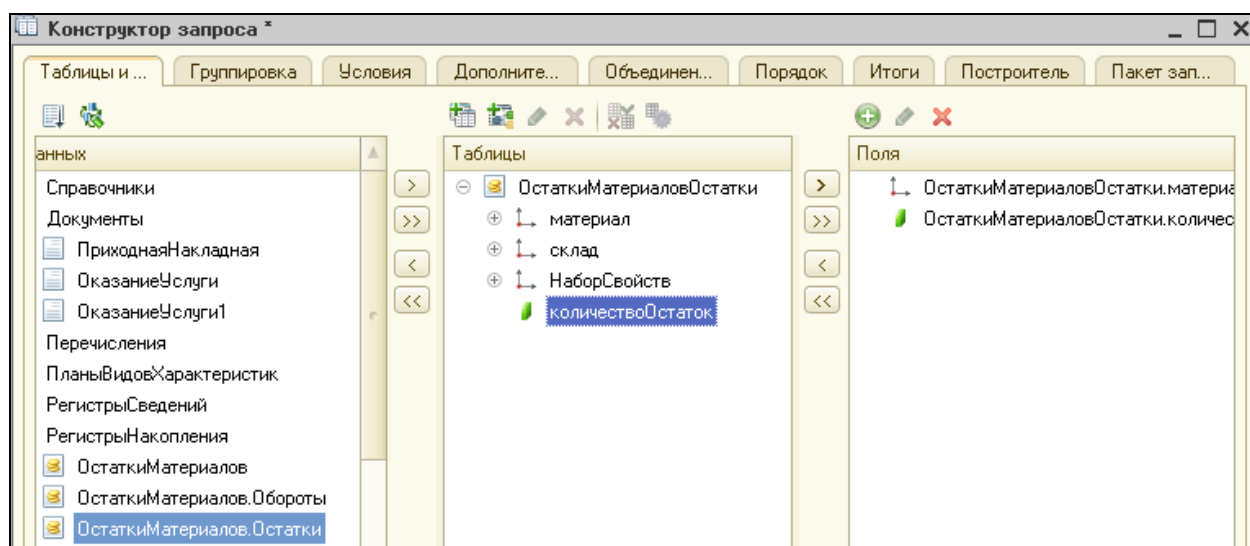 Конструктор запроса *
Таблицы и ... Группировка Условия Дополните... Объединен... Порядок Итоги Построитель Пакет зап...
анных Таблицы Поля
Справочники ОстаткиМатериаловОстатки > ОстаткиМатериаловОстатки.материа
Документы материал >> ОстаткиМатериаловОстатки.количес
ПриходнаяНакладная склад
ОказаниеУслуги НаборСвойств <
ОказаниеУслуги1 количествоОстаток <<
Перечисления
ПланыВидовХарактеристик
РегистрыСведений
РегистрыНакопления
ОстаткиМатериалов
ОстаткиМатериалов.Обороты
ОстаткиМатериалов.Остатки